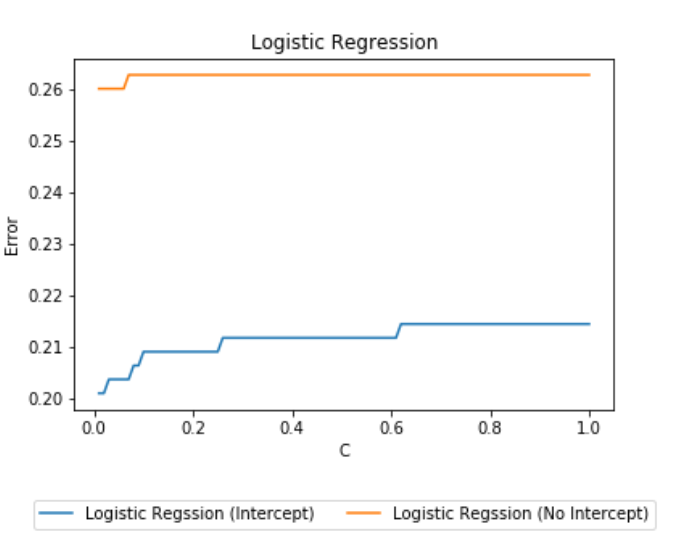 Logistic Regression
0.26
0.25
0.24
0.23
0.22
0.21
0.20
Error
0.0 0.2 0.4 0.6 0.8 1.0
C
Logistic Regssion (Intercept) Logistic Regssion (No Intercept)